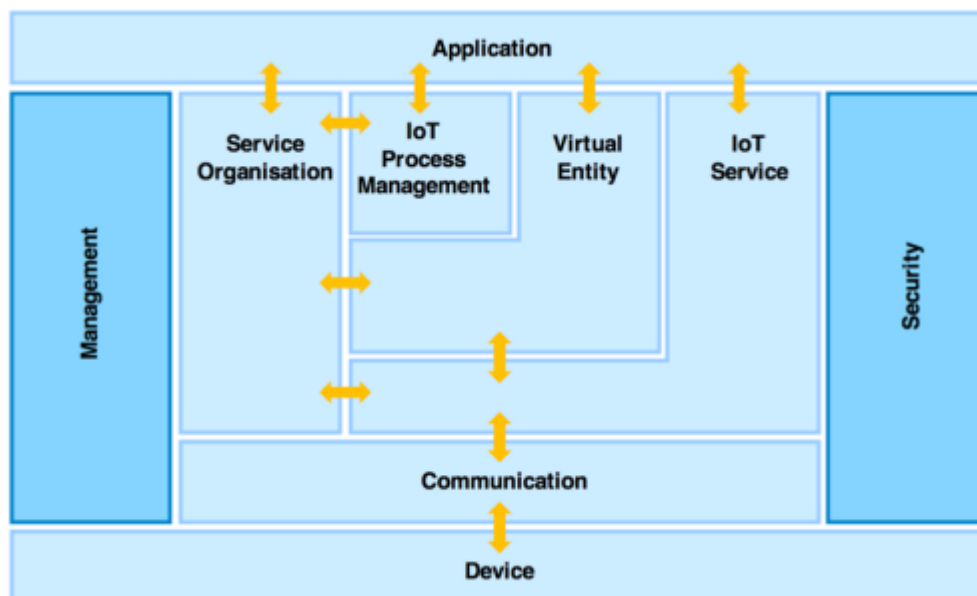 Application
Management
Service
Organisation
IoT
Process
Management
Virtual
Entity
IoT
Service
Security
Communication
Device